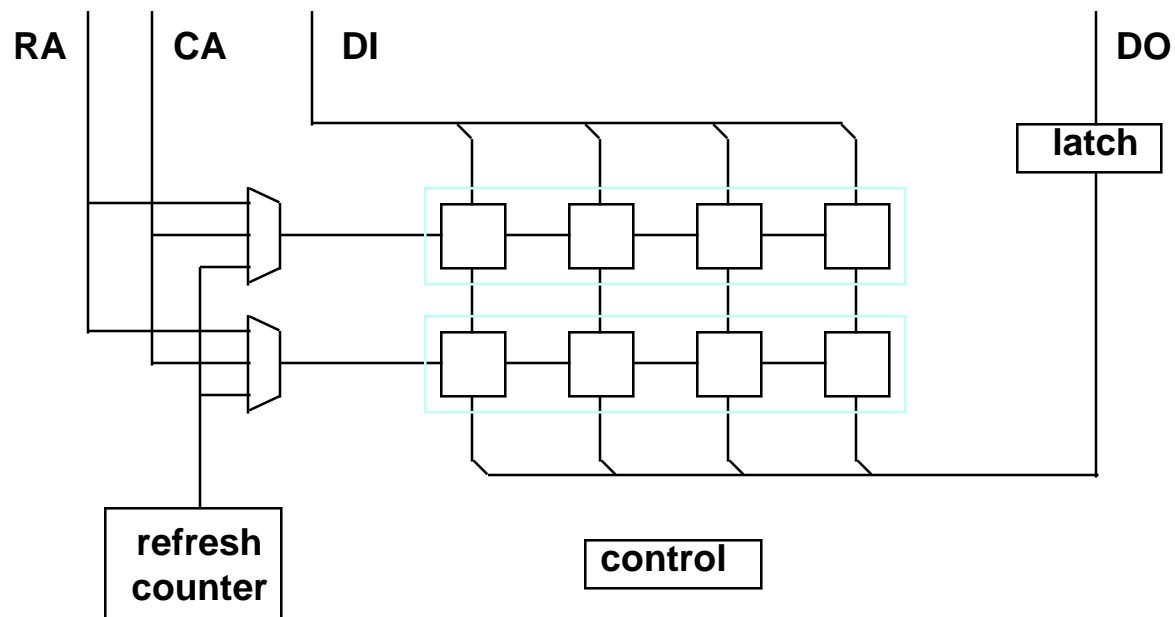 RA
CA
DI
DO
latch
refresh
counter
control